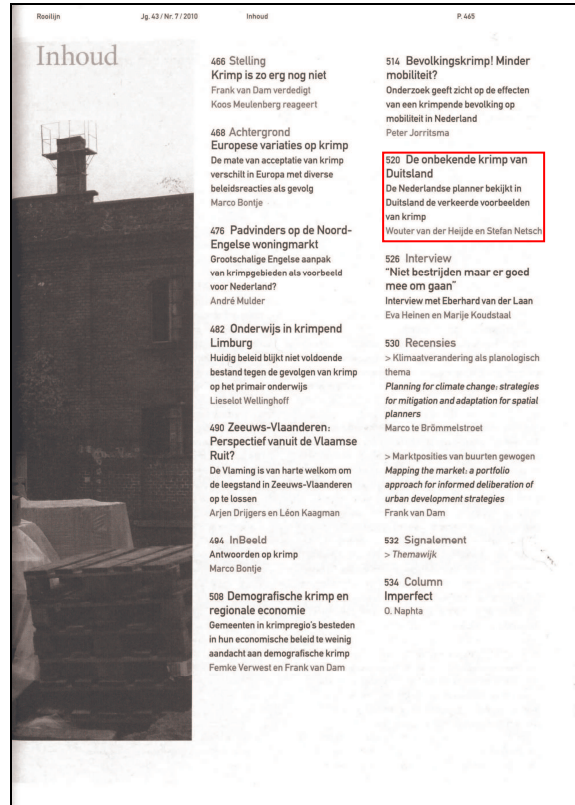 Rooilijn
Jg. 43 / Nr. 7 / 2010
Inhoud
P. 465
Inhoud
466 Stelling
Krimp is zo erg nog niet
Frank van Dam verdedigt
Koos Meulenberg reageert
468 Achtergrond
Europese variaties op krimp
De mate van acceptatie van krimp
verschilt in Europa met diverse
beleidsreacties als gevolg
Marco Bontje
476 Padvinders op de Noord-
Engelse woningmarkt
Grootschalige Engelse aanpak
van krimpgebieden als voorbeeld
voor Nederland?
André Mulder
482 Onderwijs in krimpend
Limburg
Huidig beleid blijkt niet voldoende
bestand tegen de gevolgen van krimp
op het primair onderwijs
Lieselot Wellinghoff
490 Zeeuws-Vlaanderen:
Perspectief vanuit de Vlaamse
Ruit?
De Vlaming is van harte welkom om
de leegstand in Zeeuws-Vlaanderen
op te lossen
Arjen Drijgers en Léon Kaagman
494 InBeeld
Antwoorden op krimp
Marco Bontje
508 Demografische krimp en
regionale economie
Gemeenten in krimpregio's besteden
in hun economische beleid te weinig
aandacht aan demografische krimp
Femke Verwest en Frank van Dam
514 Bevolkingskrimp! Minder
mobiliteit?
Onderzoek geeft zicht op de effecten
van een krimpende bevolking op
mobiliteit in Nederland
Peter Jorritsma
520 De onbekende krimp van
Duitsland
De Nederlandse planner bekijkt in
Duitsland de verkeerde voorbeelden
van krimp
Wouter van der Heijde en Stefan Netsch
526 Interview
"Niet bestrijden maar er goed
mee om gaan"
Interview met Eberhard van der Laan
Eva Heinen en Marije Koudstaal
530 Recensies
> Klimaatverandering als planologisch
thema
Planning for climate change: strategies
for mitigation and adaptation for spatial
planners
Marco te Brömmelstroet
> Marktposities van buurten gewogen
Mapping the market: a portfolio
approach for informed deliberation of
urban development strategies
Frank van Dam
532 Signalement
> Themawijk
534 Column
Imperfect
O. Naphta